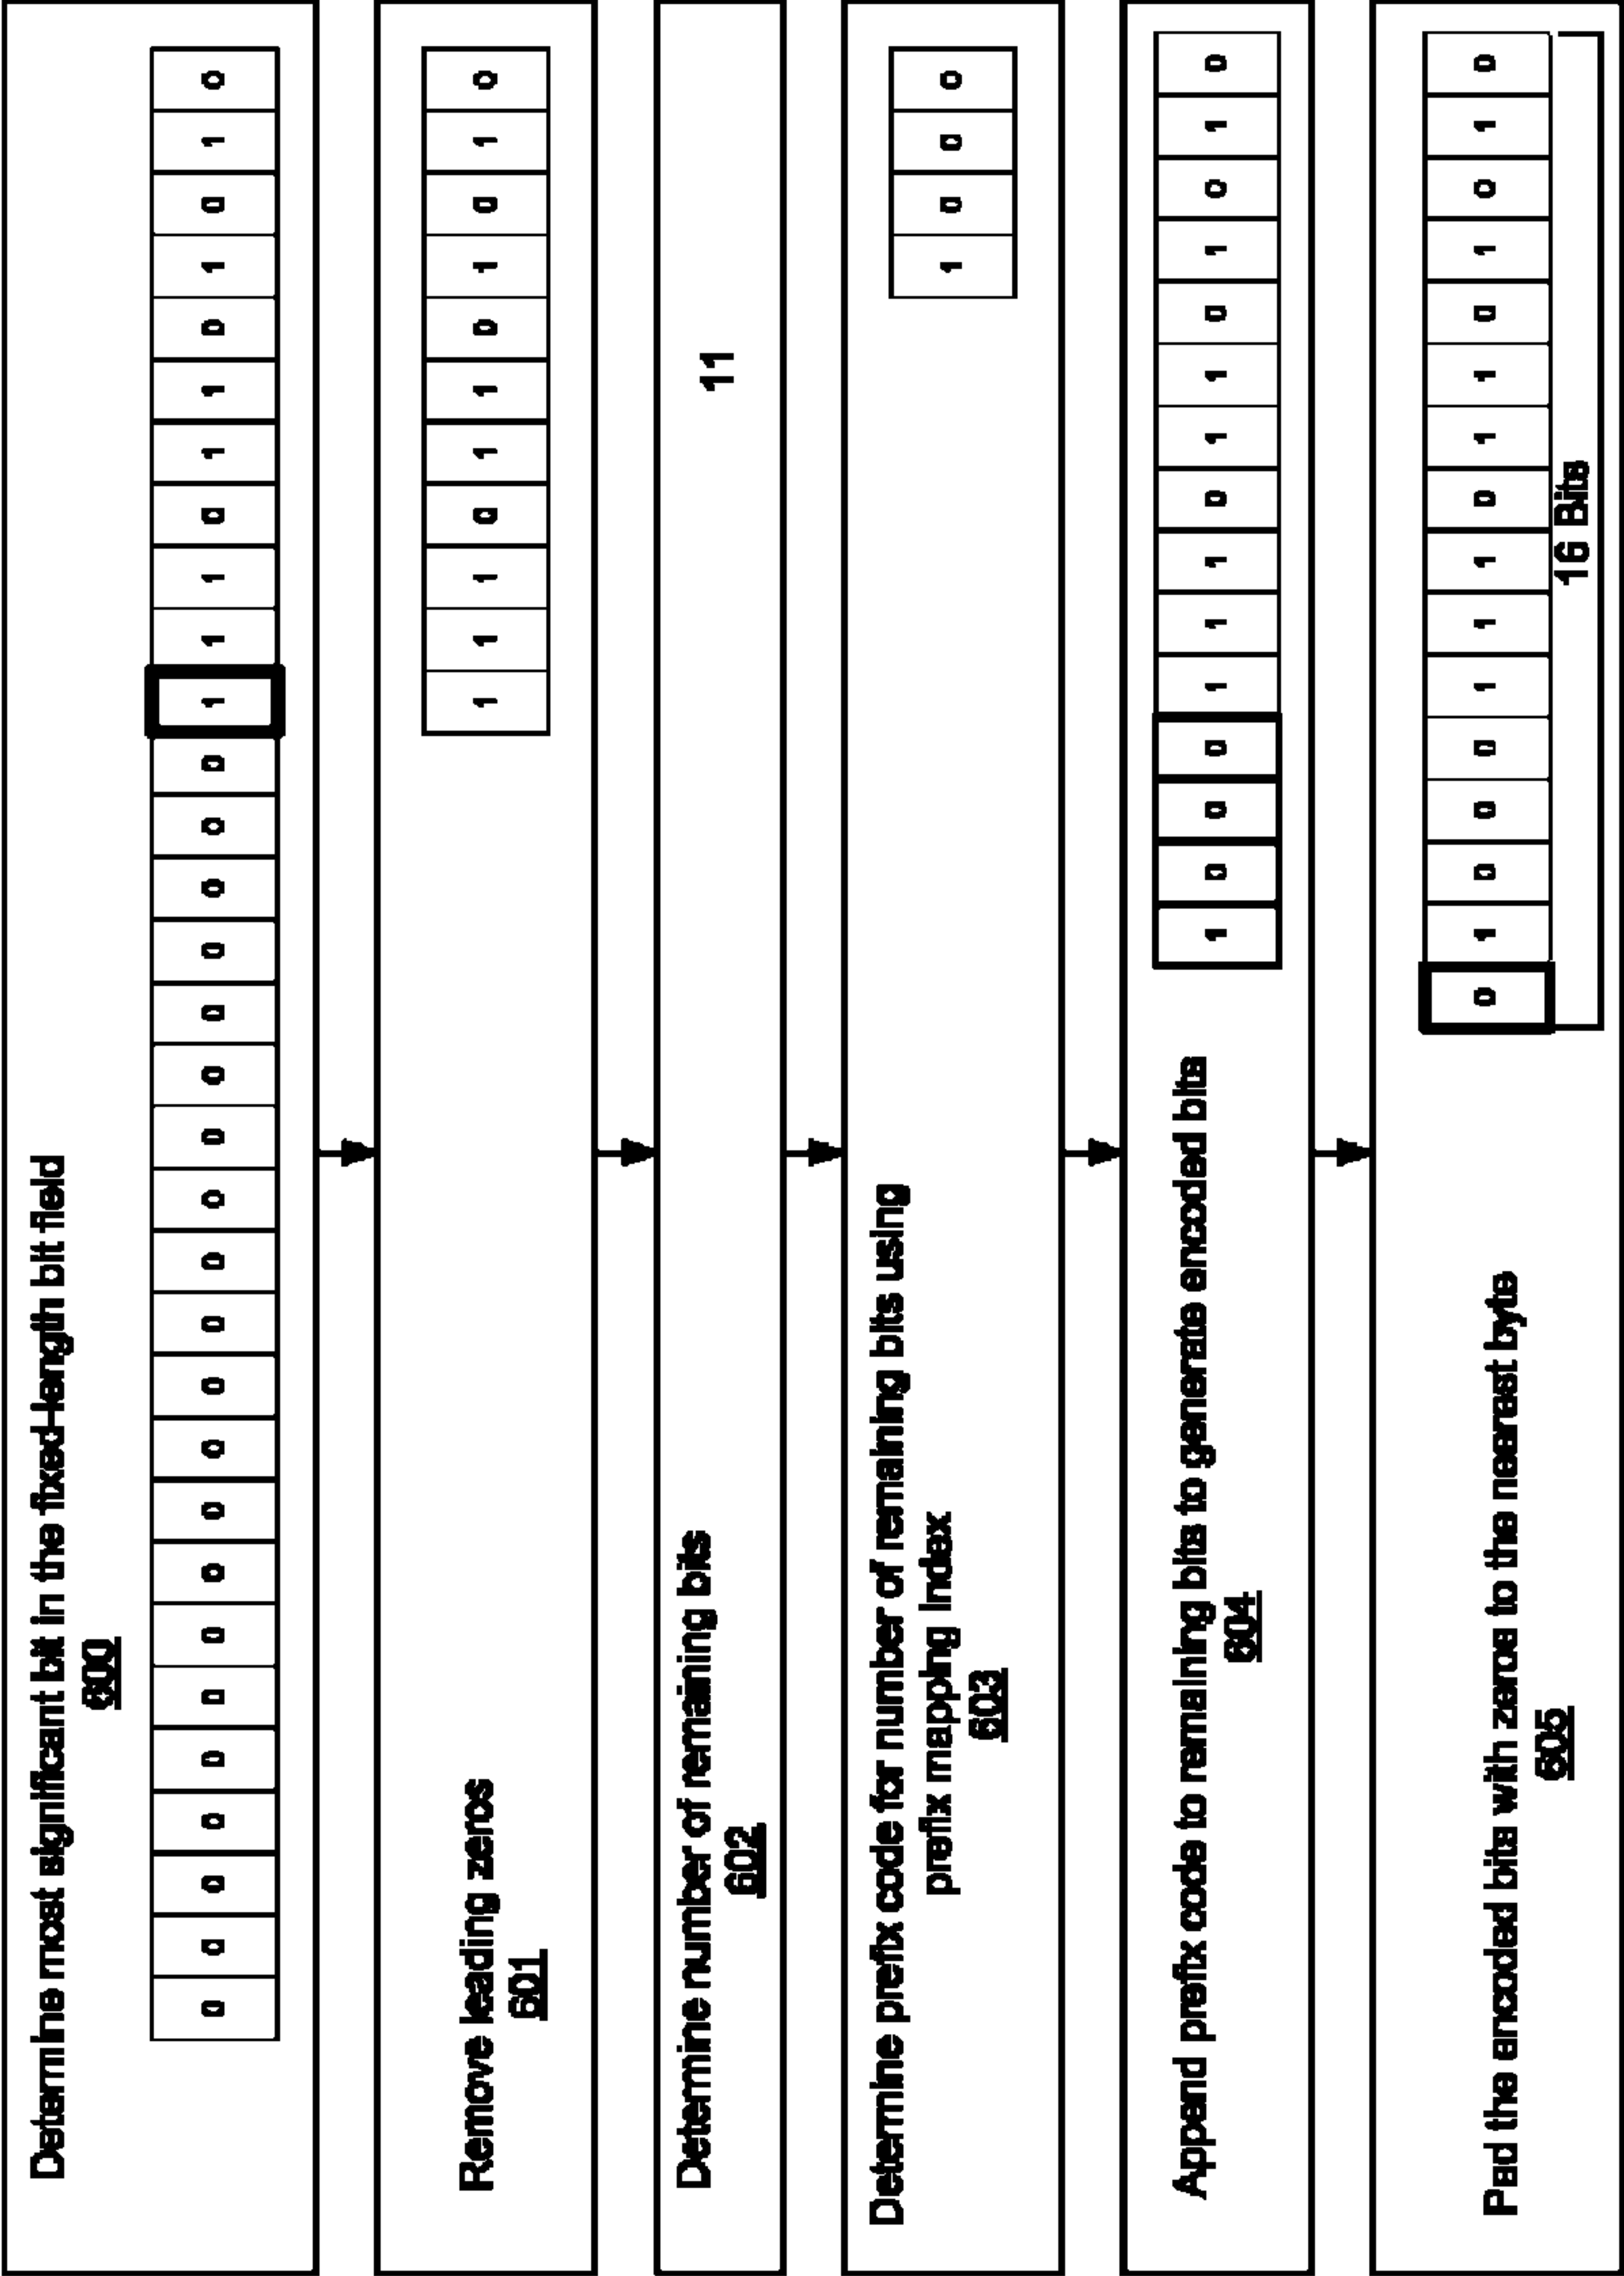 Determine most significant bit in the fixed-length bit field
600
0 0 0 0 0 0 0 0 0 0 0 0 0 0 0 0 0 0 0 0 0 1 1 1 0 1 1 0 1 0 1 0
Remove leading zeros
601
1 1 1 0 1 1 0 1 0 1 0
Determine number of remaining bits
602
11
Determine prefix code for number of remaining bits using
prefix mapping index
603
1 0 0 0
Append prefix code to remaining bits to generate encoded bits
604
1 0 0 0 1 1 1 0 1 1 0 1 0 1 0
Pad the encoded bits with zeros to the nearest byte
605
0 1 0 0 0 1 1 1 0 1 1 0 1 0 1 0
16 Bits